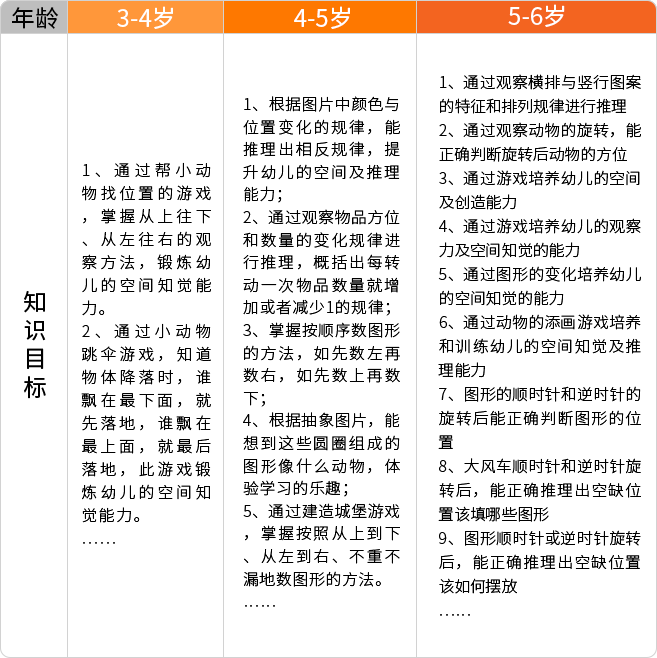 年龄
3-4岁
4-5岁
5-6岁
知
识
目
标
1、通过帮小动
物找位置的游戏
，掌握从上往下
、从左往右的观
察方法，锻炼幼
儿的空间知觉能
力。
2、通过小动物
跳伞游戏，知道
物体降落时，谁
飘在最下面，就
先落地，谁飘在
最上面，就最后
落地，此游戏锻
炼幼儿的空间知
觉能力。
……
1、根据图片中颜色与
位置变化的规律，能
推理出相反规律，提
升幼儿的空间及推理
能力；
2、通过观察物品方位
和数量的变化规律进
行推理，概括出每转
动一次物品数量就增
加或者减少1的规律；
3、掌握按顺序数图形
的方法，如先数左再
数右，如先数上再数
下；
4、根据抽象图片，能
想到这些圆圈组成的
图形像什么动物，体
验学习的乐趣；
5、通过建造城堡游戏
，掌握按照从上到下
、从左到右、不重不
漏地数图形的方法。
……
1、通过观察横排与竖行图案
的特征和排列规律进行推理
2、通过观察动物的旋转，能
正确判断旋转后动物的方位
3、通过游戏培养幼儿的空间
及创造能力
4、通过游戏培养幼儿的观察
力及空间知觉的能力
5、通过图形的变化培养幼儿
的空间知觉的能力
6、通过动物的添画游戏培养
和训练幼儿的空间知觉及推
理能力
7、图形的顺时针和逆时针的
旋转后能正确判断图形的位
置
8、大风车顺时针和逆时针旋
转后，能正确推理出空缺位
置该填哪些图形
9、图形顺时针或逆时针旋转
后，能正确推理出空缺位置
该如何摆放
……